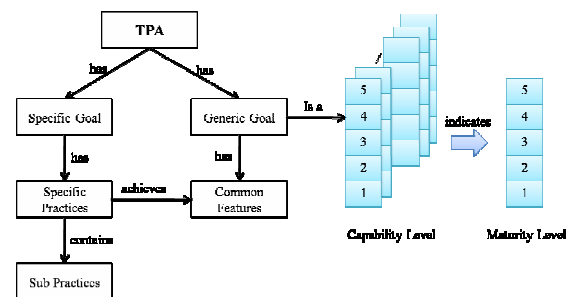 TPA
has
has
Specific Goal
Generic Goal
Is a
has
has
Specific
Practices
achieves
Common
Features
contains
Sub Practices
5
4
3
2
1
Capability Level
indicates
5
4
3
2
1
Maturity Level